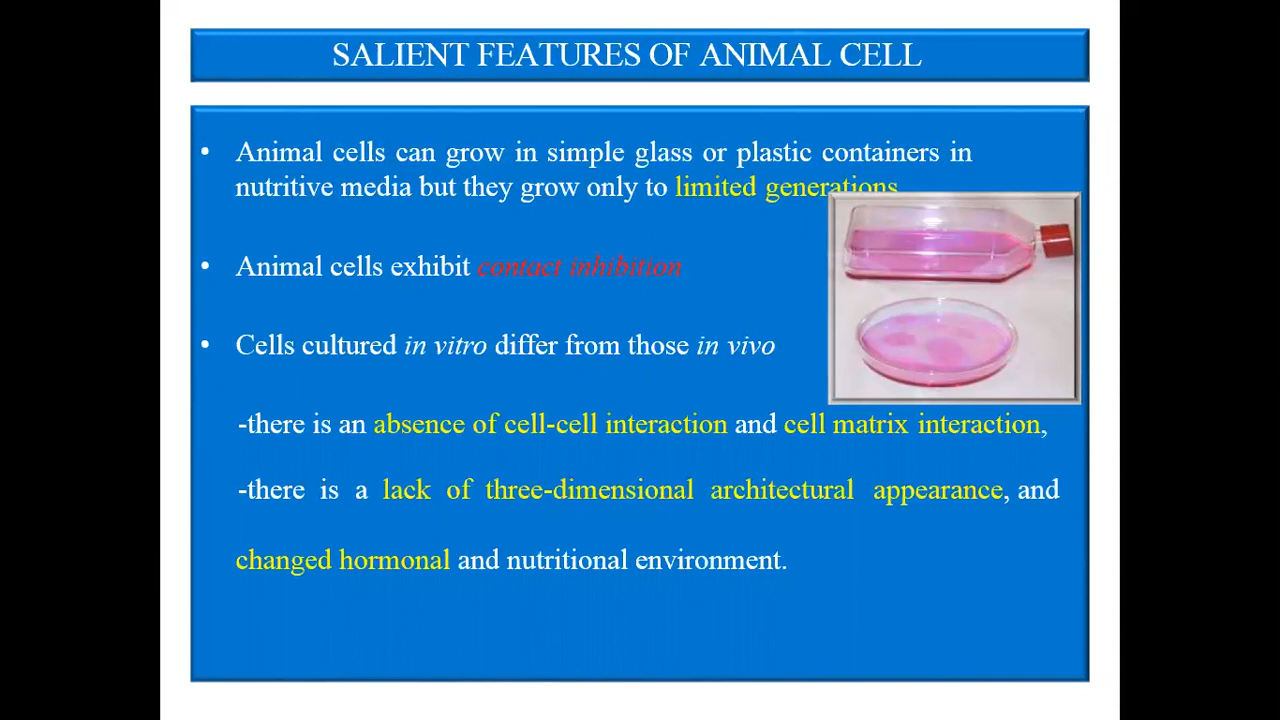 SALIENT FEATURES OF ANIMAL CELL
• Animal cells can grow in simple glass or plastic containers in
nutritive media but they grow only to limited generations
• Animal cells exhibit contact inhibition
• Cells cultured in vitro differ from those in vivo
-there is an absence of cell-cell interaction and cell matrix interaction,
-there is a lack of three-dimensional architectural appearance, and
changed hormonal and nutritional environment.